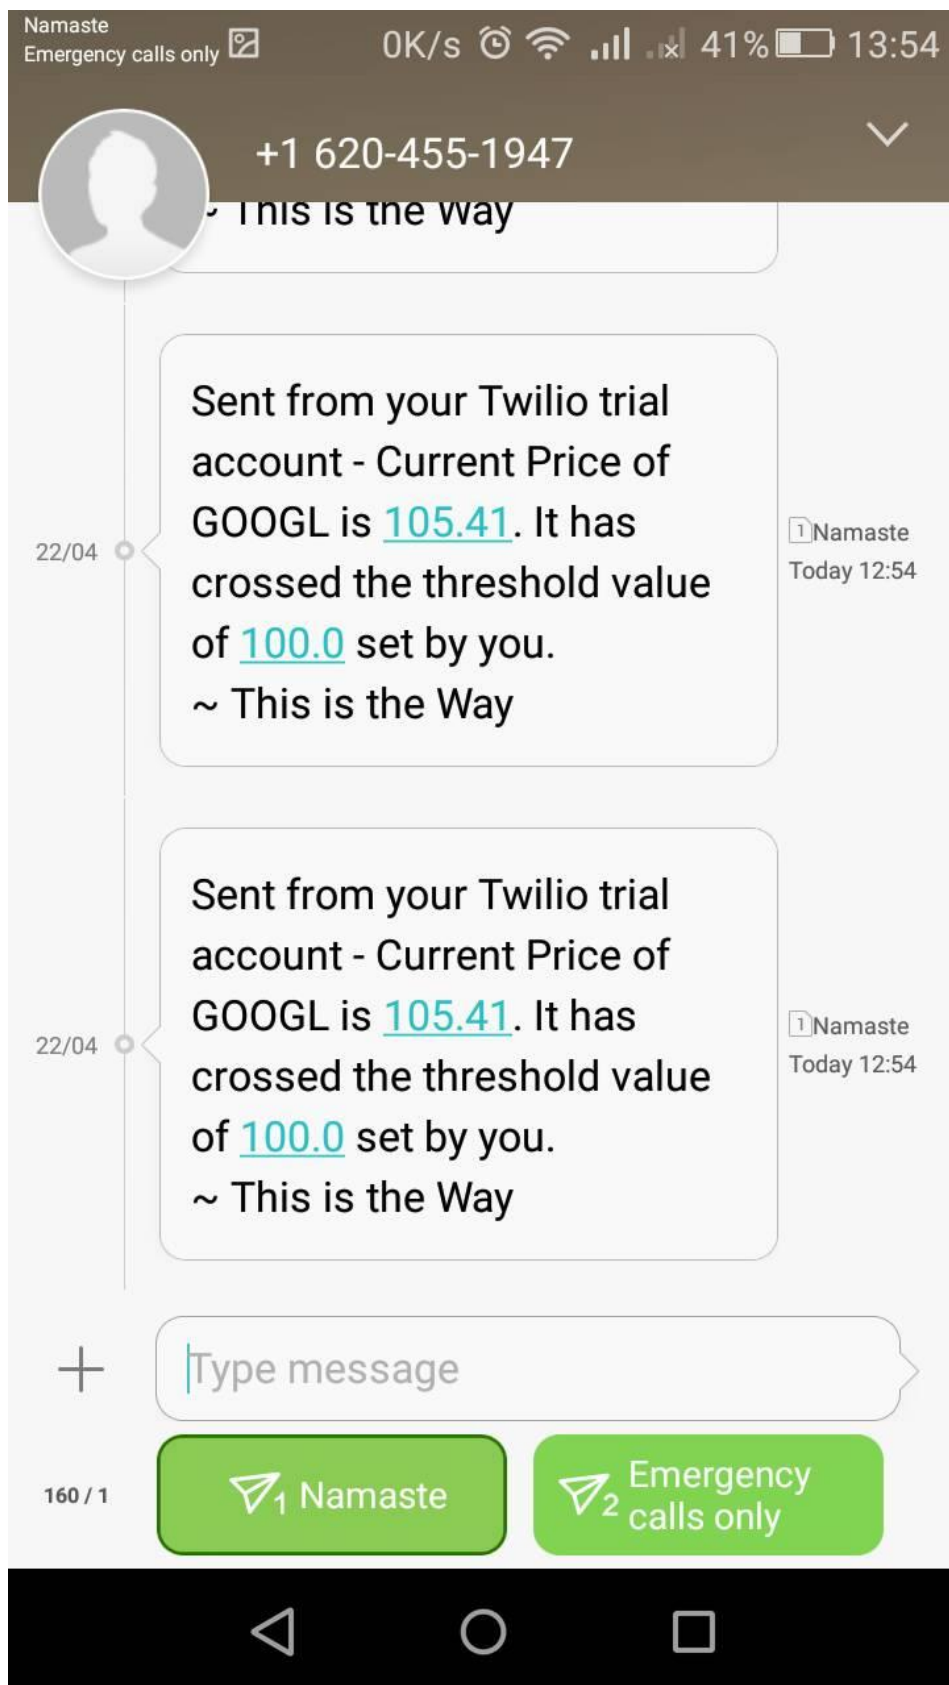 Namaste
Emergency calls only
0K/s 41% 13:54
+1 620-455-1947
~ This is the Way
Sent from your Twilio trial
account - Current Price of
GOOGL is 105.41. It has
crossed the threshold value
of 100.0 set by you.
~ This is the Way
22/04
1 Namaste
Today 12:54
Sent from your Twilio trial
account - Current Price of
GOOGL is 105.41. It has
crossed the threshold value
of 100.0 set by you.
~ This is the Way
22/04
1 Namaste
Today 12:54
Type message
160 / 1
1 Namaste
2 Emergency
calls only